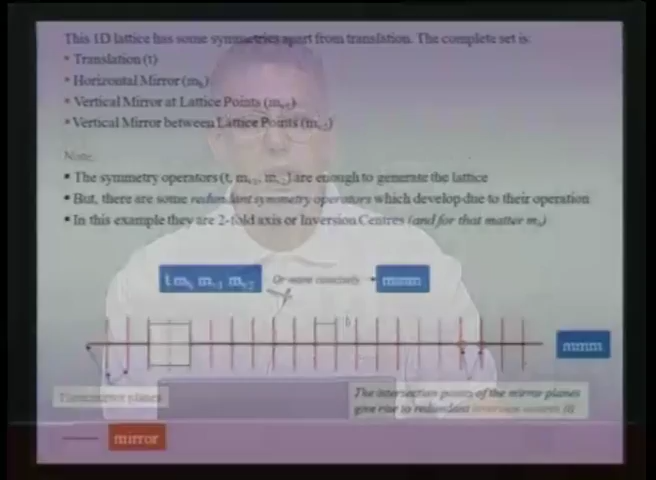 This 1D lattice has some symmetries apart from translation. The complete set is:
▪ Translation (t)
▪ Horizontal Mirror (mh)
▪ Vertical Mirror at Lattice Points (mv1)
▪ Vertical Mirror between Lattice Points (mv2)
Note:
▪ The symmetry operators (t, mv1, mv2) are enough to generate the lattice
▪ But, there are some redundant symmetry operators which develop due to their operation
▪ In this example they are 2-fold axis or Inversion Centres (and for that matter mh)
t mh mv1 mv2 Or more concisely mmm
mmm
planes
The intersection points of the mirror planes
give rise to redundant inversion centres (i)
mirror